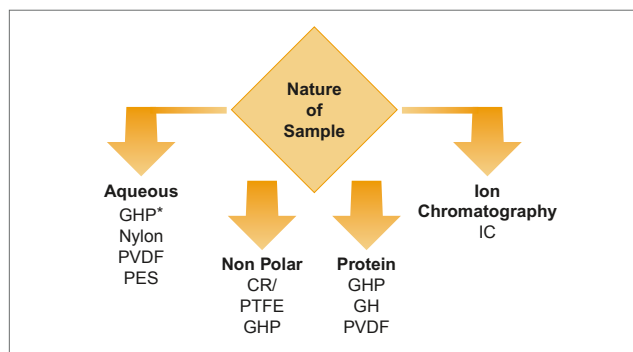 Nature
of
Sample
Aqueous
GHP*
Nylon
PVDF
PES
Non Polar
CR/
PTFE
GHP
Protein
GHP
GH
PVDF
Ion
Chromatography
IC